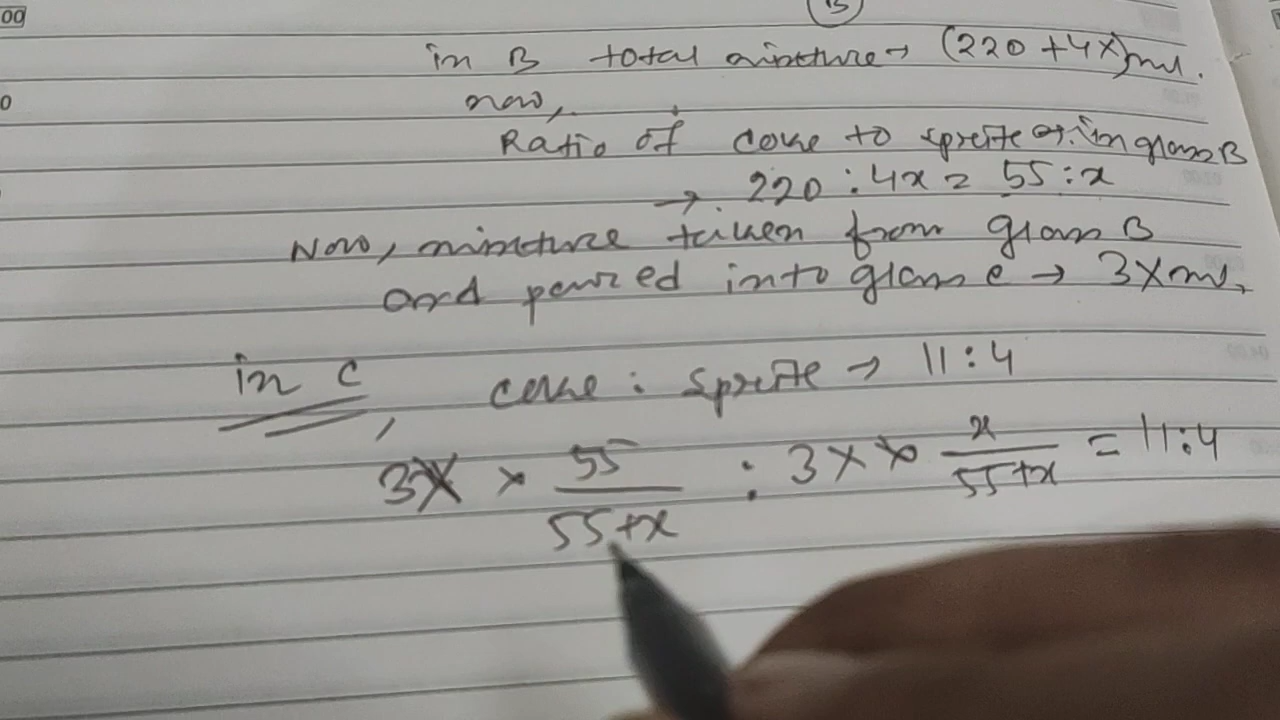 00
B
in B total mixture → (220 + 4x) ml.
0
now,
Ratio of coke to sprite in glass B
→ 220 : 4x = 55 : x
Now, mixture taken from glass B
and poured into glass c → 3x ml,
in C, coke : sprite → 11 : 4
3x × 55/55+x : 3x × x/55+x = 11 : 4